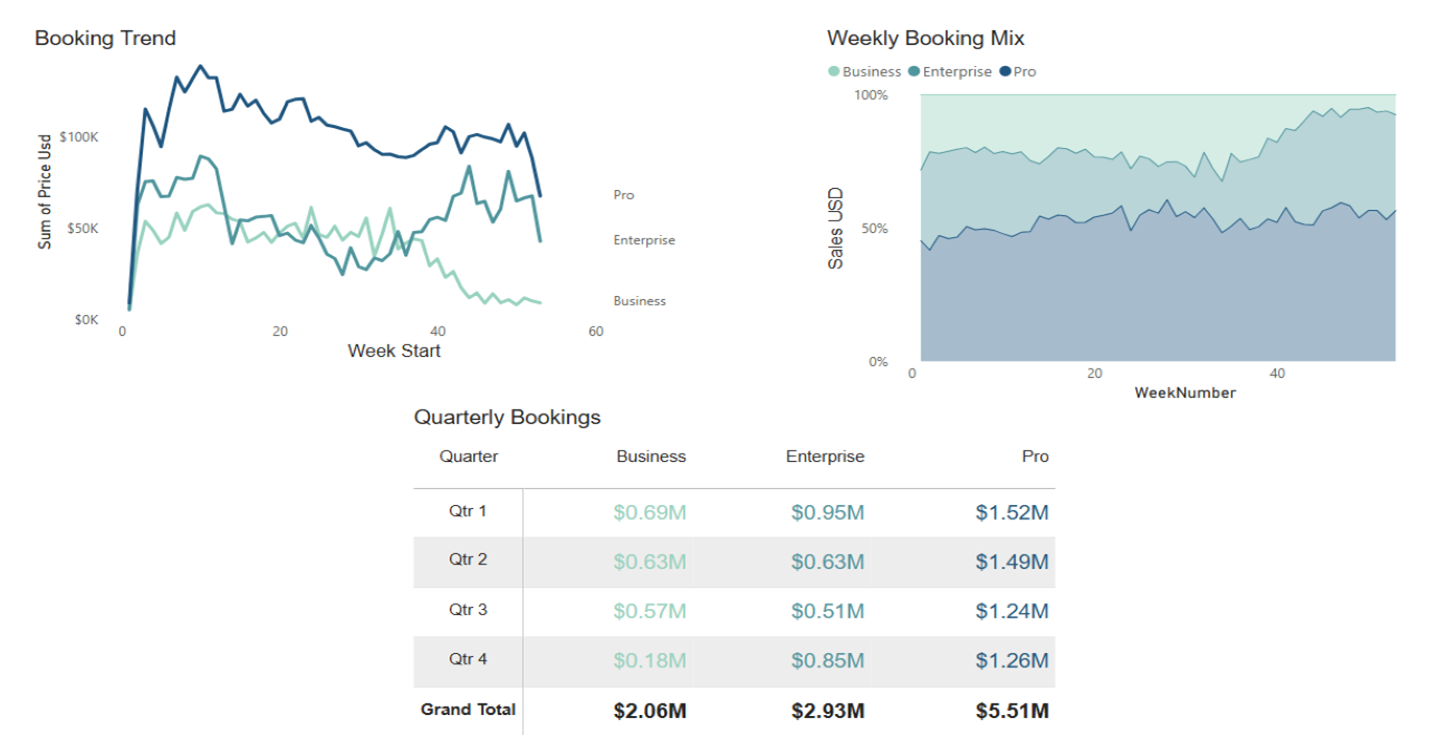 Booking Trend
Sum of Price Usd
$100K
$50K
$0K
0 20 40 60
Week Start
Pro
Enterprise
Business
Weekly Booking Mix
Business Enterprise Pro
Sales USD
100%
50%
0%
0 20 40
WeekNumber
Quarterly Bookings
Quarter Business Enterprise Pro
Qtr 1 $0.69M $0.95M $1.52M
Qtr 2 $0.63M $0.63M $1.49M
Qtr 3 $0.57M $0.51M $1.24M
Qtr 4 $0.18M $0.85M $1.26M
Grand Total $2.06M $2.93M $5.51M